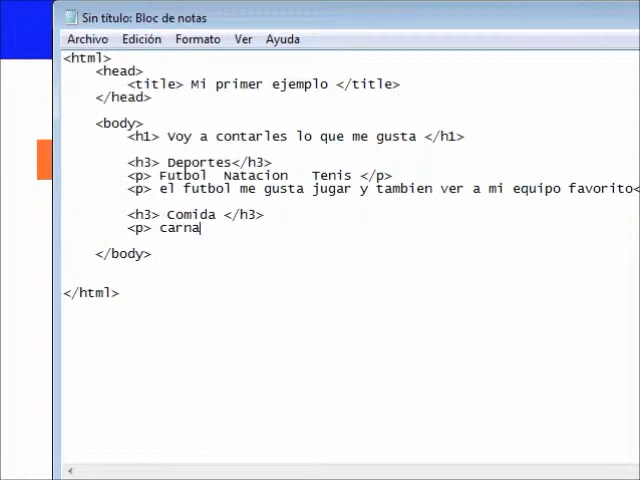 Sin título: Bloc de notas
Archivo Edición Formato Ver Ayuda
<html>
<head>
<title> Mi primer ejemplo </title>
</head>
<body>
<h1> Voy a contarles lo que me gusta </h1>
<h3> Deportes</h3>
<p> Futbol Natacion Tenis </p>
<p> el futbol me gusta jugar y tambien ver a mi equipo favorito<
<h3> Comida </h3>
<p> carna
</body>
</html>